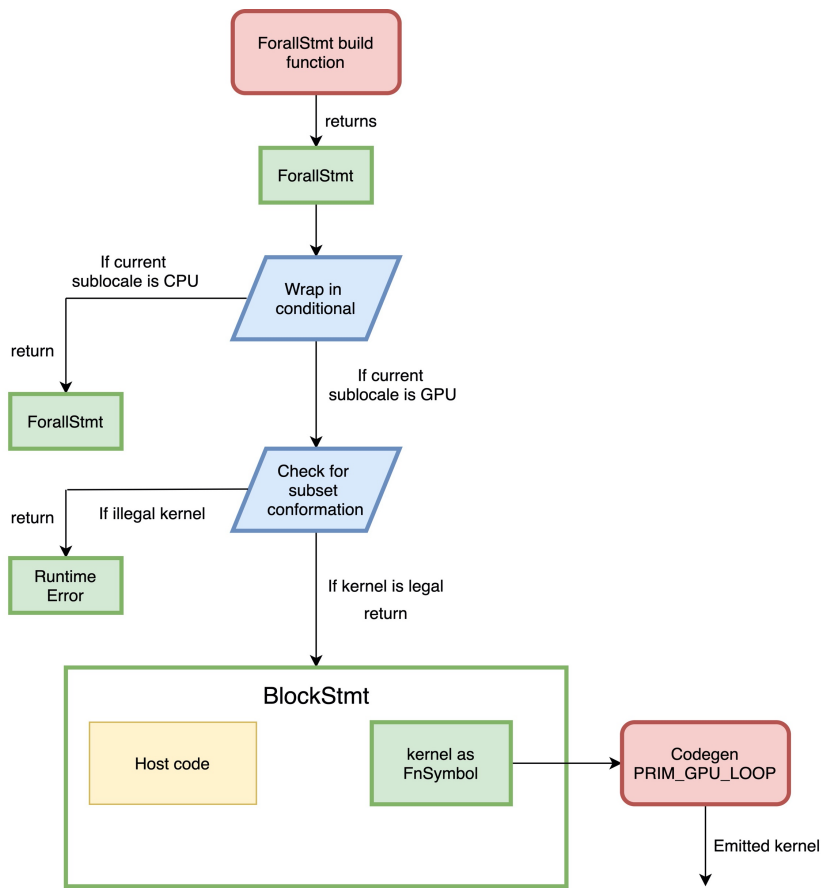 ForallStmt build
function
returns
ForallStmt
If current
sublocale is CPU
Wrap in
conditional
return
If current
sublocale is GPU
ForallStmt
Check for
subset
conformation
return
If illegal kernel
Runtime
Error
If kernel is legal
return
BlockStmt
Host code
kernel as
FnSymbol
Codegen
PRIM_GPU_LOOP
Emitted kernel